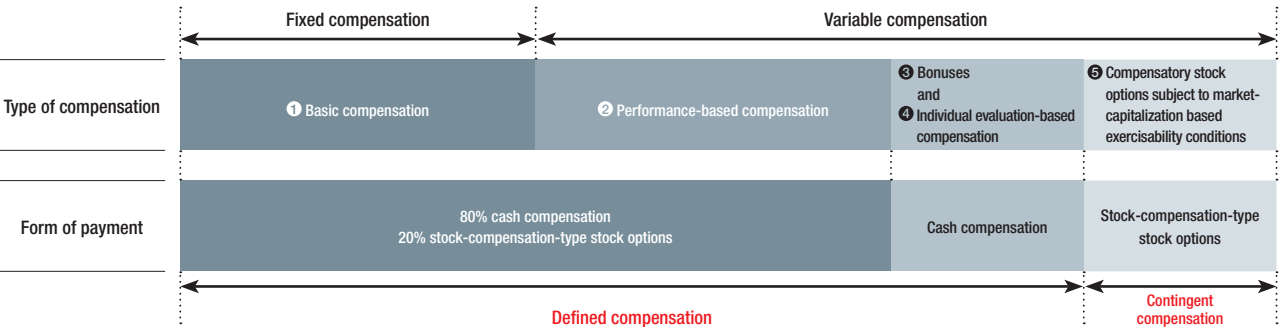 Fixed compensation
Variable compensation
Type of compensation
❶ Basic compensation
❷ Performance-based compensation
❸ Bonuses
and
❹ Individual evaluation-based
compensation
❺ Compensatory stock
options subject to market-
capitalization based
exercisability conditions
Form of payment
80% cash compensation
20% stock-compensation-type stock options
Cash compensation
Stock-compensation-type
stock options
Defined compensation
Contingent
compensation